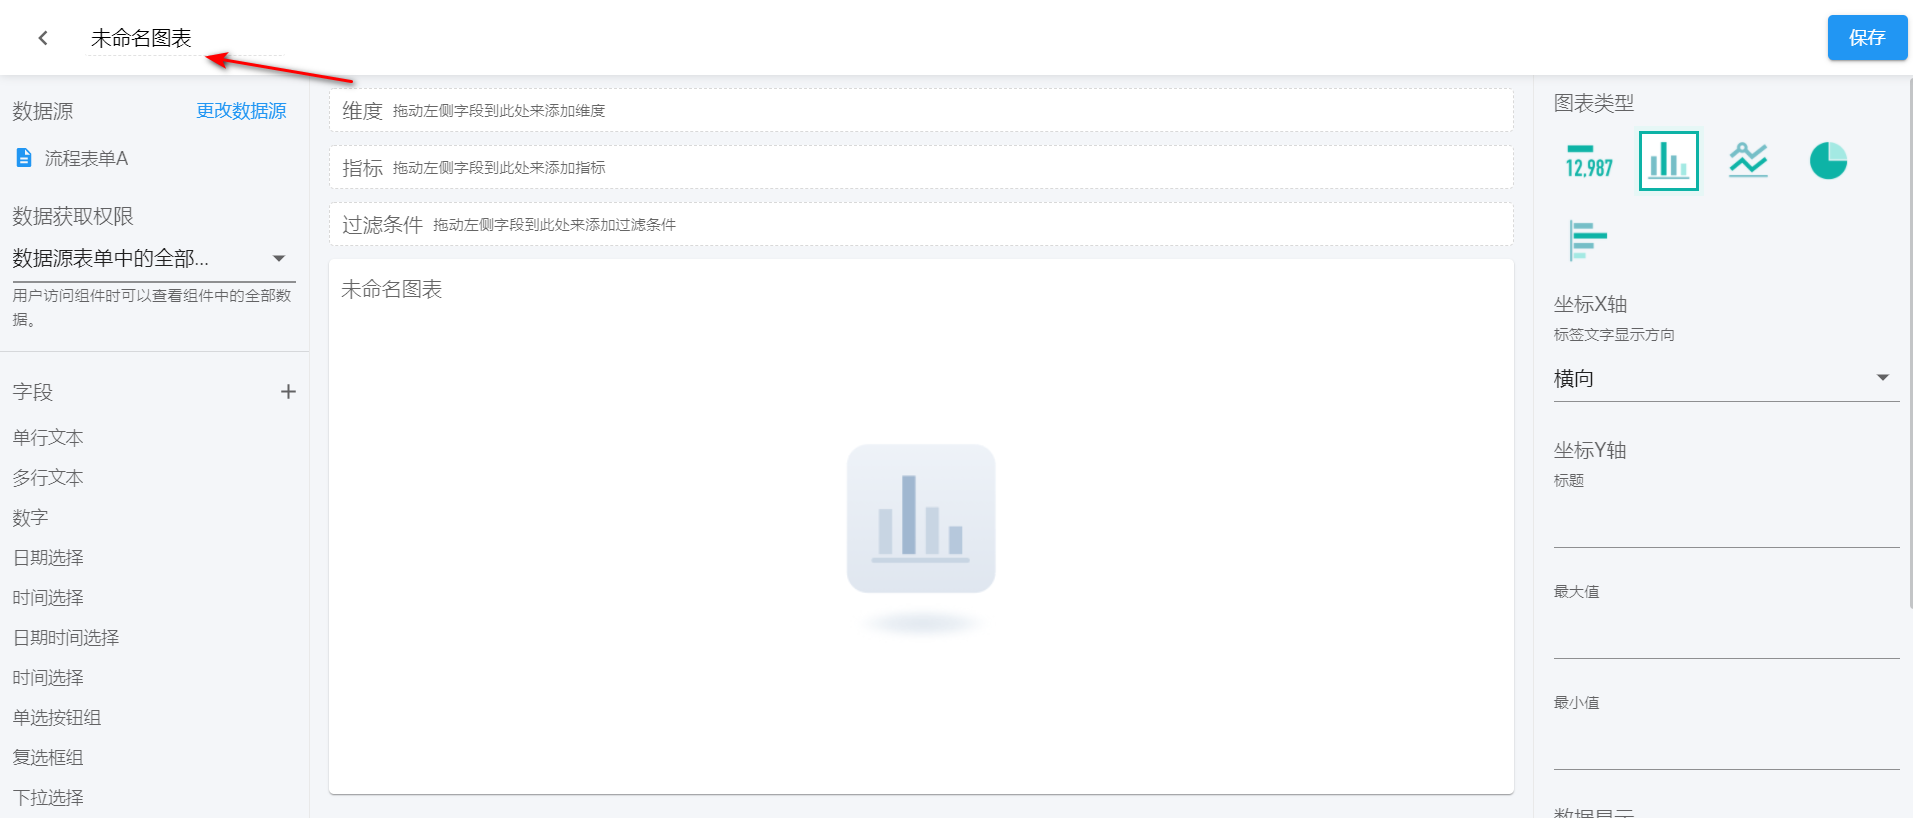 未命名图表
保存
数据源
更改数据源
流程表单A
数据获取权限
数据源表单中的全部...
用户访问组件时可以查看组件中的全部数
据。
字段
单行文本
多行文本
数字
日期选择
时间选择
日期时间选择
时间选择
单选按钮组
复选框组
下拉选择
维度 拖动左侧字段到此处来添加维度
指标 拖动左侧字段到此处来添加指标
过滤条件 拖动左侧字段到此处来添加过滤条件
未命名图表
图表类型
12,987
坐标X轴
标签文字显示方向
横向
坐标Y轴
标题
最大值
最小值
数据显示